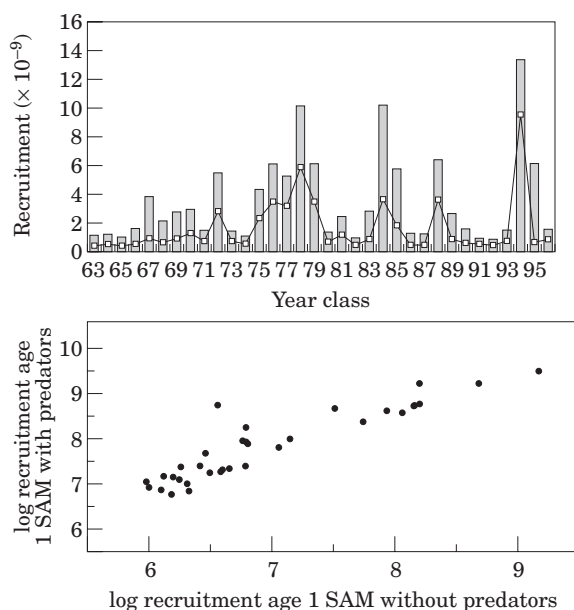 Recruitment (× 10⁻⁹)
16
14
12
10
8
6
4
2
0
63 65 67 69 71 73 75 77 79 81 83 85 87 89 91 93 95
Year class
log recruitment age
1 SAM with predators
10
9
8
7
6
6 7 8 9
log recruitment age 1 SAM without predators